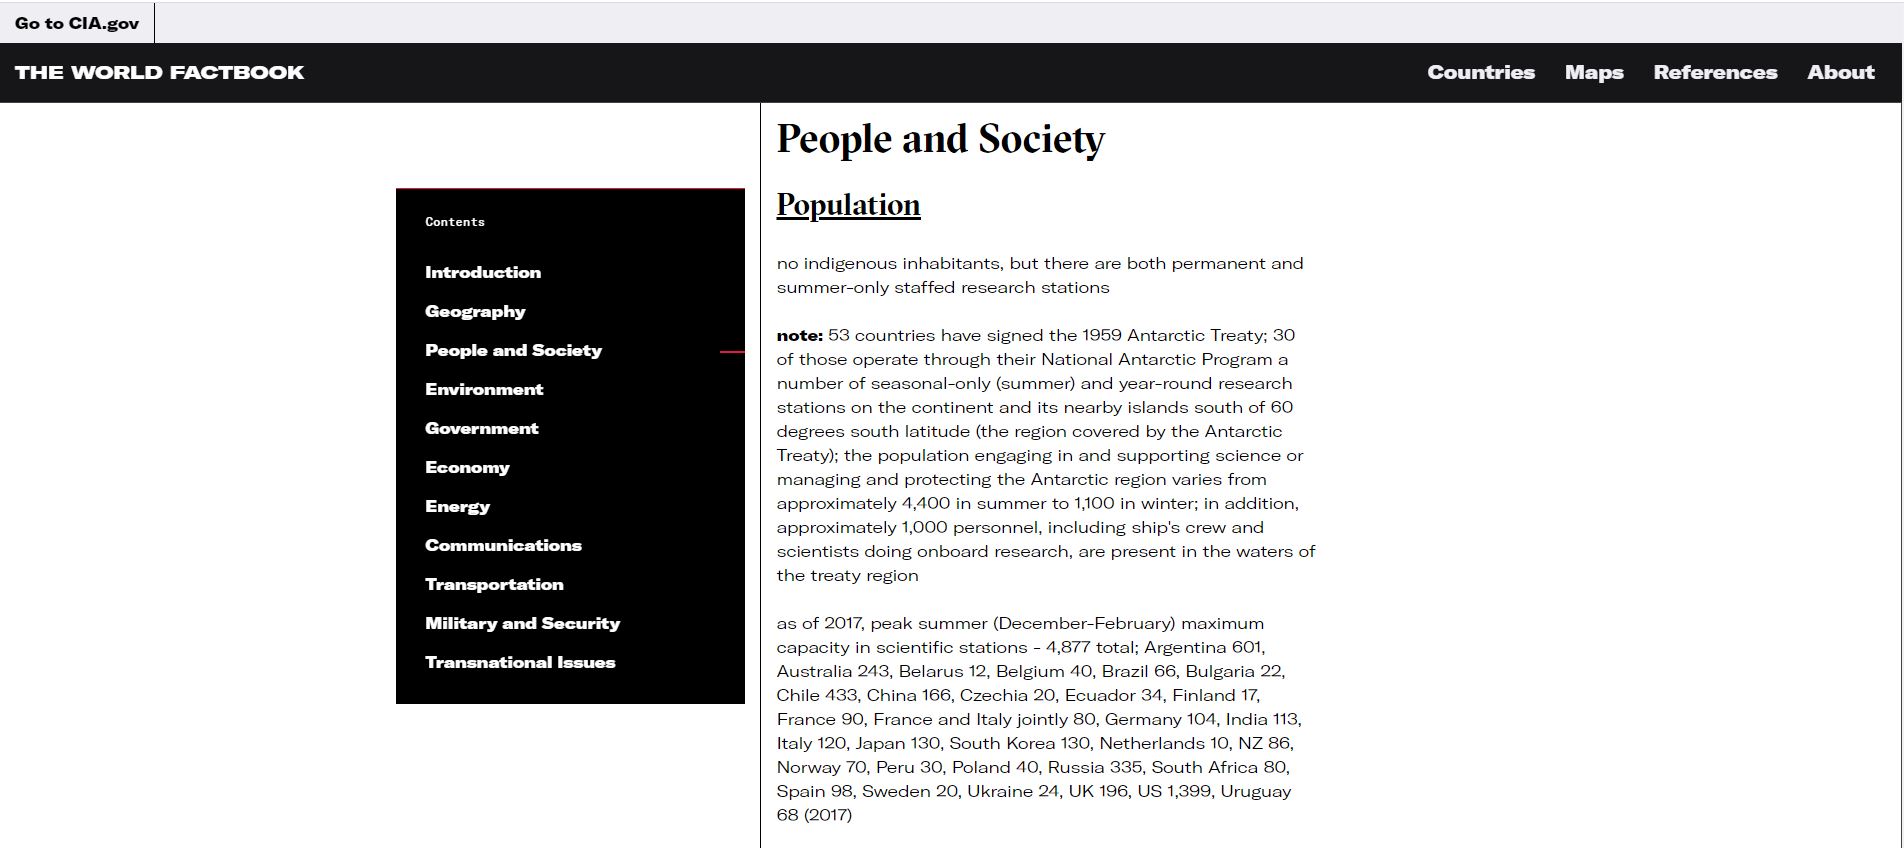 Go to CIA.gov
THE WORLD FACTBOOK
Countries Maps References About
Contents
Introduction
Geography
People and Society
Environment
Government
Economy
Energy
Communications
Transportation
Military and Security
Transnational Issues
People and Society
Population
no indigenous inhabitants, but there are both permanent and
summer-only staffed research stations
note: 53 countries have signed the 1959 Antarctic Treaty; 30
of those operate through their National Antarctic Program a
number of seasonal-only (summer) and year-round research
stations on the continent and its nearby islands south of 60
degrees south latitude (the region covered by the Antarctic
Treaty); the population engaging in and supporting science or
managing and protecting the Antarctic region varies from
approximately 4,400 in summer to 1,100 in winter; in addition,
approximately 1,000 personnel, including ship's crew and
scientists doing onboard research, are present in the waters of
the treaty region
as of 2017, peak summer (December-February) maximum
capacity in scientific stations - 4,877 total; Argentina 601,
Australia 243, Belarus 12, Belgium 40, Brazil 66, Bulgaria 22,
Chile 433, China 166, Czechia 20, Ecuador 34, Finland 17,
France 90, France and Italy jointly 80, Germany 104, India 113,
Italy 120, Japan 130, South Korea 130, Netherlands 10, NZ 86,
Norway 70, Peru 30, Poland 40, Russia 335, South Africa 80,
Spain 98, Sweden 20, Ukraine 24, UK 196, US 1,399, Uruguay
68 (2017)